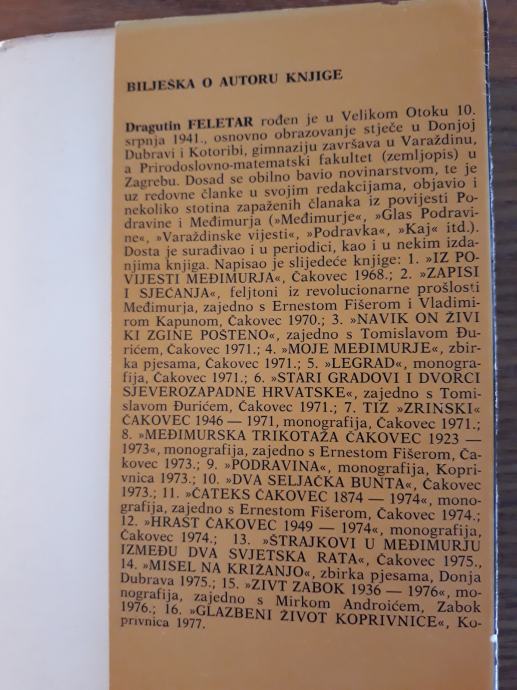 BILJEŠKA O AUTORU KNJIGE
Dragutin FELETAR rođen je u Velikom Otoku 10.
srpnja 1941., osnovno obrazovanje stječe u Donjoj
Dubravi i Kotoribi, gimnaziju završava u Varaždinu,
a Prirodoslovno-matematski fakultet (zemljopis) u
Zagrebu. Dosad se obilno bavio novinarstvom, te je
uz redovne članke u svojim redakcijama, objavio i
nekoliko stotina zapaženih članaka iz povijesti Po-
dravine i Međimurja (»Međimurje«, »Glas Podravi-
ne«, »Varaždinske vijesti«, »Podravka«, »Kaj« itd.).
Dosta je surađivao i u periodici, kao i u nekim izda-
njima knjiga. Napisao je slijedeće knjige: 1. »IZ PO-
VIJESTI MEĐIMURJA«, Čakovec 1968.; 2. »ZAPISI
I SJEĆANJA«, feljtoni iz revolucionarne prošlosti
Međimurja, zajedno s Ernestom Fišerom i Vladimi-
rom Kapunom, Čakovec 1970.; 3. »NAVIK ON ŽIVI
KI ZGINE POŠTENO«, zajedno s Tomislavom Đu-
rićem, Čakovec 1971.; 4. »MOJE MEĐIMURJE«, zbir-
ka pjesama, Čakovec 1971.; 5. »LEGRAD«, monogra-
fija, Čakovec 1971.; 6. »STARI GRADOVI I DVORCI
SJEVEROZAPADNE HRVATSKE«, zajedno s Tomi-
slavom Đurićem, Čakovec 1971.; 7. TIZ »ZRINSKI«
ČAKOVEC 1946 — 1971, monografija, Čakovec 1971.;
8. »MEĐIMURSKA TRIKOTAŽA ČAKOVEC 1923 —
1973«, monografija, zajedno s Ernestom Fišerom, Ča-
kovec 1973.; 9. »PODRAVINA«, monografija, Kopri-
vnica 1973.; 10. »DVA SELJAČKA BUNTA«, Čakovec
1973.; 11. »ČATEKS ČAKOVEC 1874 — 1974«, mono-
grafija, zajedno s Ernestom Fišerom, Čakovec 1974.;
12. »HRAST ČAKOVEC 1949 — 1974«, monografija,
Čakovec 1974.; 13. »ŠTRAJKOVI U MEĐIMURJU
IZMEĐU DVA SVJETSKA RATA«, Čakovec 1975.,
14. »MISEL NA KRIŽANJO«, zbirka pjesama, Donja
Dubrava 1975.; 15. »ZIVT ZABOK 1936 — 1976«, mo-
nografija, zajedno s Mirkom Androićem, Zabok
1976.; 16. »GLAZBENI ŽIVOT KOPRIVNICE«, Ko-
privnica 1977.